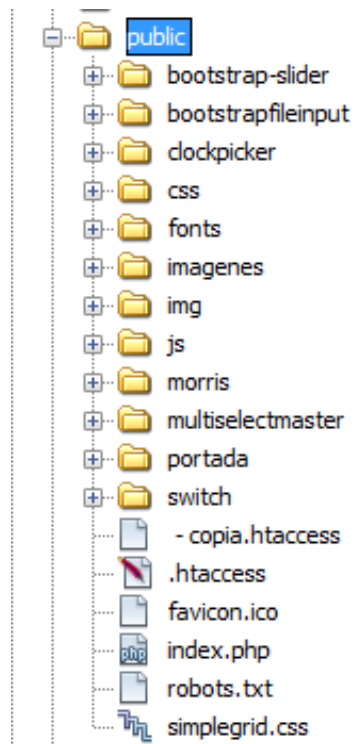 public
bootstrap-slider
bootstrapfileinput
clockpicker
css
fonts
imagenes
img
js
morris
multiselectmaster
portada
switch
- copia.htaccess
.htaccess
favicon.ico
php index.php
robots.txt
simplegrid.css